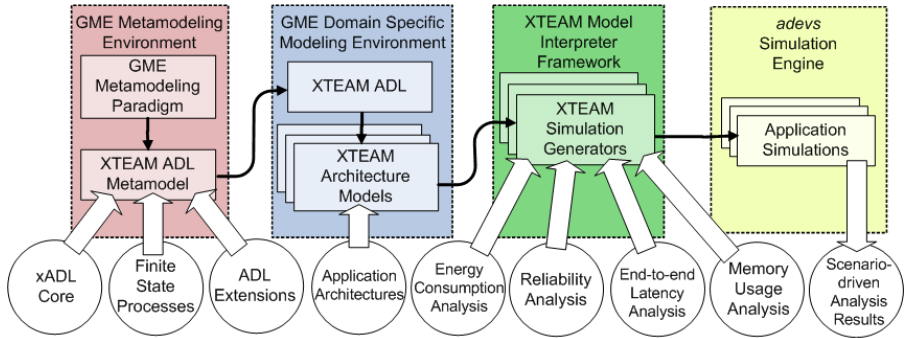 GME Metamodeling
Environment
GME
Metamodeling
Paradigm
XTEAM ADL
Metamodel
GME Domain Specific
Modeling Environment
XTEAM ADL
XTEAM
Architecture
Models
XTEAM Model
Interpreter
Framework
XTEAM
Simulation
Generators
adevs
Simulation
Engine
Application
Simulations
xADL
Core
Finite
State
Processes
ADL
Extensions
Application
Architectures
Energy
Consumption
Analysis
Reliability
Analysis
End-to-end
Latency
Analysis
Memory
Usage
Analysis
Scenario-
driven
Analysis
Results